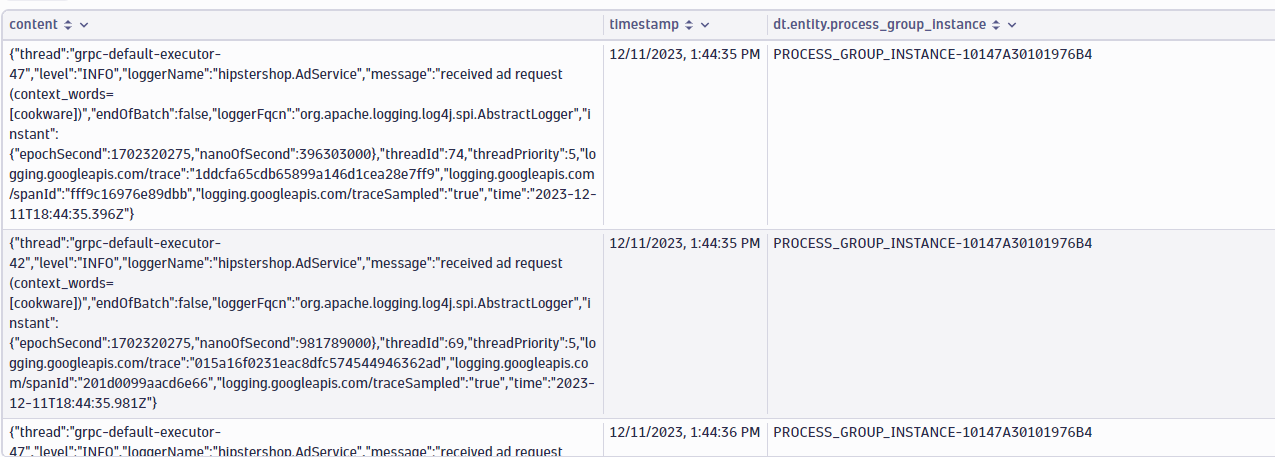 content timestamp dt.entity.process_group_instance
{"thread":"grpc-default-executor- 12/11/2023, 1:44:35 PM PROCESS_GROUP_INSTANCE-10147A30101976B4
47","level":"INFO","loggerName":"hipstershop.AdService","message":"received ad request
(context_words=
[cookware])","endOfBatch":false,"loggerFqcn":"org.apache.logging.log4j.spi.AbstractLogger","i
nstant":
{"epochSecond":1702320275,"nanoOfSecond":396303000},"threadId":74,"threadPriority":5,"lo
gging.googleapis.com/trace":"1ddcfa65cdb65899a146d1cea28e7ff9","logging.googleapis.com
/spanId":"fff9c16976e89dbb","logging.googleapis.com/traceSampled":"true","time":"2023-12-
11T18:44:35.396Z"}
{"thread":"grpc-default-executor- 12/11/2023, 1:44:35 PM PROCESS_GROUP_INSTANCE-10147A30101976B4
42","level":"INFO","loggerName":"hipstershop.AdService","message":"received ad request
(context_words=
[cookware])","endOfBatch":false,"loggerFqcn":"org.apache.logging.log4j.spi.AbstractLogger","i
nstant":
{"epochSecond":1702320275,"nanoOfSecond":981789000},"threadId":69,"threadPriority":5,"lo
gging.googleapis.com/trace":"015a16f0231eac8dfc574544946362ad","logging.googleapis.co
m/spanId":"201d0099aacd6e66","logging.googleapis.com/traceSampled":"true","time":"2023-
12-11T18:44:35.981Z"}
{"thread":"grpc-default-executor- 12/11/2023, 1:44:36 PM PROCESS_GROUP_INSTANCE-10147A30101976B4
47","level":"INFO","loggerName":"hipstershop.AdService","message":"received ad request